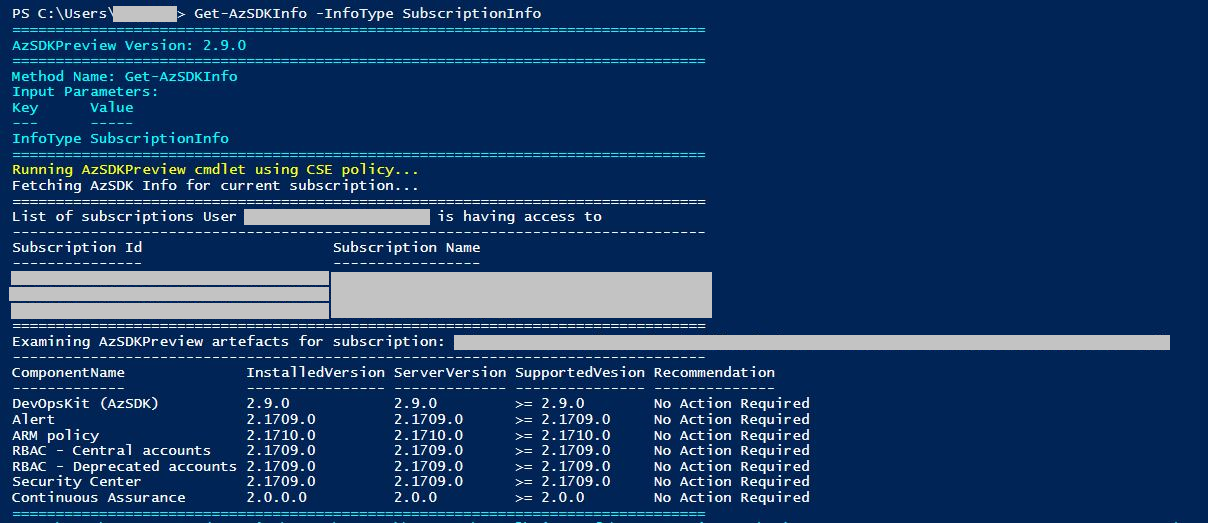 PS C:\Users\> Get-AzSDKInfo -InfoType SubscriptionInfo
================================================================================
AzSDKPreview Version: 2.9.0
================================================================================
Method Name: Get-AzSDKInfo
Input Parameters:
Key      Value
---      -----
InfoType SubscriptionInfo
================================================================================
Running AzSDKPreview cmdlet using CSE policy...
Fetching AzSDK Info for current subscription...
================================================================================
List of subscriptions User is having access to
--------------------------------------------------------------------------------
Subscription Id                      Subscription Name
---------------                      -----------------
================================================================================
Examining AzSDKPreview artefacts for subscription:
--------------------------------------------------------------------------------
ComponentName              InstalledVersion ServerVersion SupportedVesion Recommendation
-------------              ---------------- ------------- --------------- --------------
DevOpsKit (AzSDK)          2.9.0            2.9.0         >= 2.9.0        No Action Required
Alert                      2.1709.0         2.1709.0      >= 2.1709.0     No Action Required
ARM policy                 2.1710.0         2.1710.0      >= 2.1710.0     No Action Required
RBAC - Central accounts    2.1709.0         2.1709.0      >= 2.1709.0     No Action Required
RBAC - Deprecated accounts 2.1709.0         2.1709.0      >= 2.1709.0     No Action Required
Security Center            2.1709.0         2.1709.0      >= 2.1709.0     No Action Required
Continuous Assurance       2.0.0.0          2.0.0         >= 2.0.0        No Action Required
================================================================================